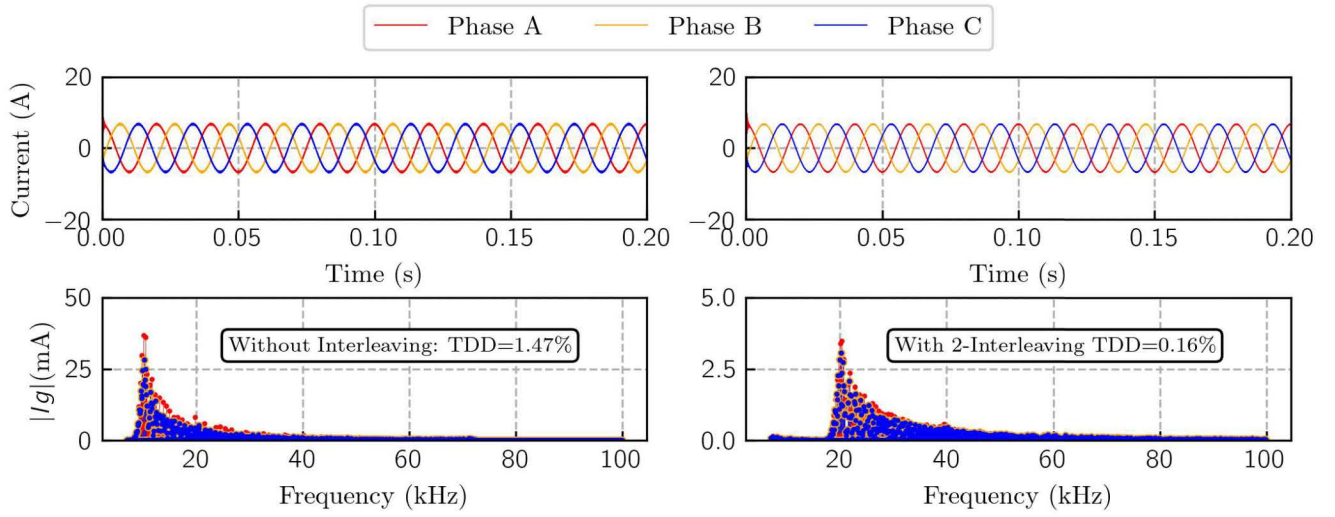 Phase A Phase B Phase C
Current (A)
20
0
−20
0.00 0.05 0.10 0.15 0.20
Time (s)
20
0
−20
0.00 0.05 0.10 0.15 0.20
Time (s)
|Ig|(mA)
50
25
0
Without Interleaving: TDD=1.47%
20 40 60 80 100
Frequency (kHz)
5.0
2.5
0.0
With 2-Interleaving TDD=0.16%
20 40 60 80 100
Frequency (kHz)